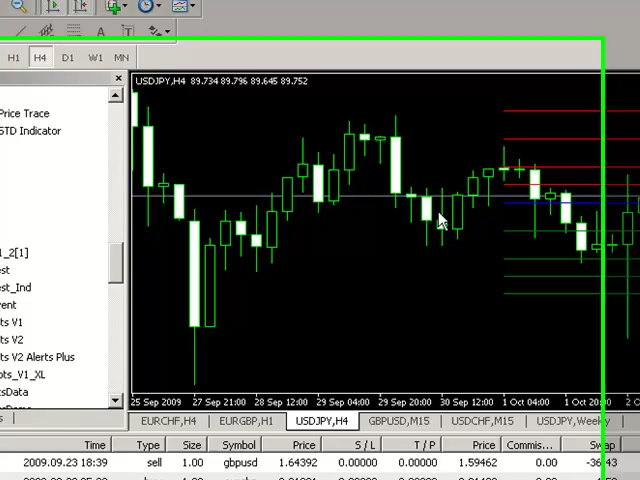 A T
H1 H4 D1 W1 MN
USDJPY,H4 89.734 89.796 89.645 89.752
Price Trace
STD Indicator
1_2[1]
est
est_Ind
vent
ts V1
ts V2
ts V2 Alerts Plus
ots_V1_XL
tsData
25 Sep 2009 27 Sep 21:00 28 Sep 12:00 29 Sep 04:00 29 Sep 20:00 30 Sep 12:00 1 Oct 04:00 1 Oct 20:00 2 O
EURCHF,H4 EURGBP,H1 USDJPY,H4 GBPUSD,M15 USDCHF,M15 USDJPY,Weekly
Time Type Size Symbol Price S / L T / P Price Commis... Swap
2009.09.23 18:39 sell 1.00 gbpusd 1.64392 0.00000 0.00000 1.59462 0.00 -36.43